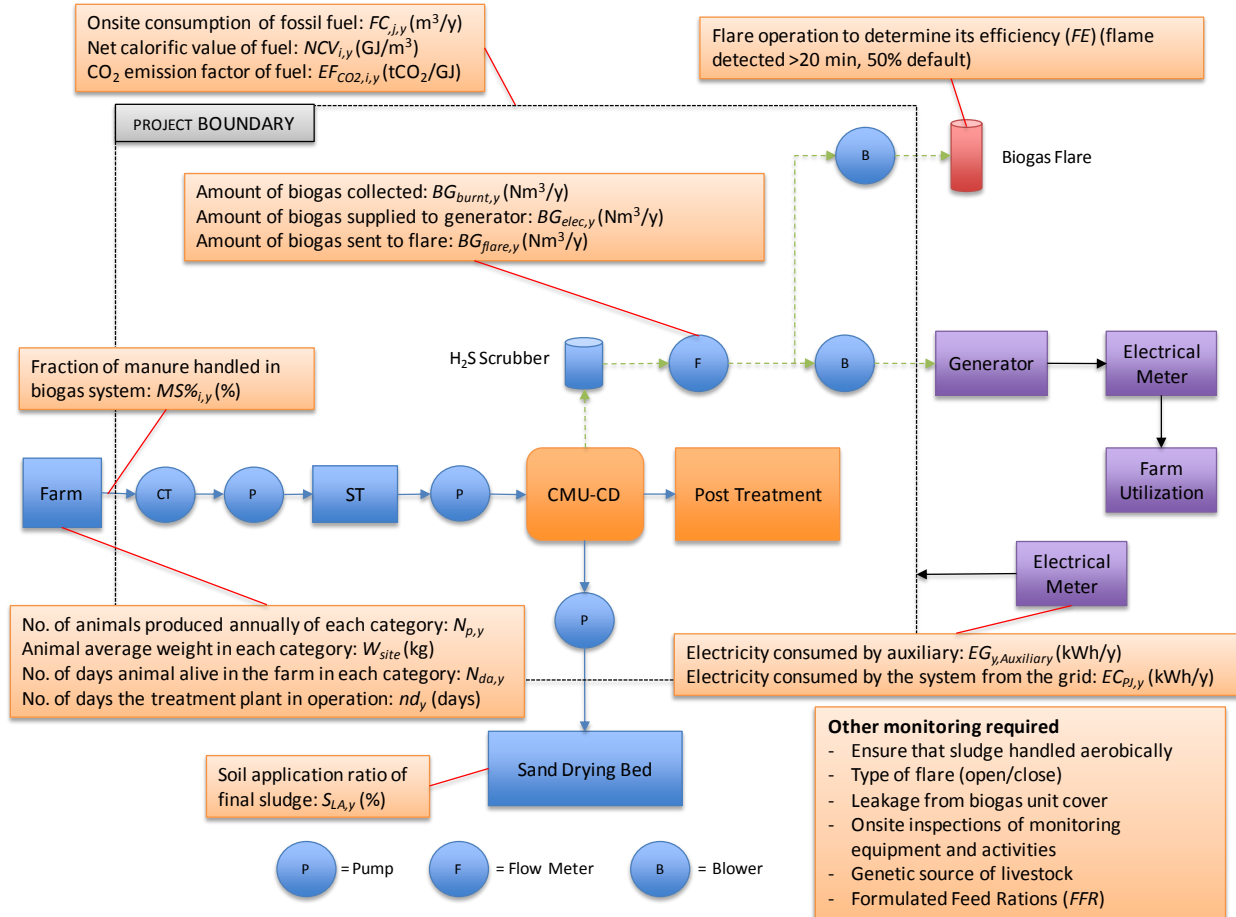 Onsite consumption of fossil fuel: FC,j,y (m³/y)
Net calorific value of fuel: NCVi,y (GJ/m³)
CO2 emission factor of fuel: EFCO2,i,y (tCO2/GJ)
Flare operation to determine its efficiency (FE) (flame
detected >20 min, 50% default)
PROJECT BOUNDARY
B
Biogas Flare
Amount of biogas collected: BGburnt,y (Nm³/y)
Amount of biogas supplied to generator: BGelec,y (Nm³/y)
Amount of biogas sent to flare: BGflare,y (Nm³/y)
H2S Scrubber
F
B
Generator
Electrical
Meter
Farm
Utilization
Fraction of manure handled in
biogas system: MS%i,y (%)
Farm
CT
P
ST
P
CMU-CD
Post Treatment
Electrical
Meter
P
No. of animals produced annually of each category: Np,y
Animal average weight in each category: Wsite (kg)
No. of days animal alive in the farm in each category: Nda,y
No. of days the treatment plant in operation: ndy (days)
Electricity consumed by auxiliary: EGy,Auxiliary (kWh/y)
Electricity consumed by the system from the grid: ECPJ,y (kWh/y)
Soil application ratio of
final sludge: SLA,y (%)
Sand Drying Bed
Other monitoring required
- Ensure that sludge handled aerobically
- Type of flare (open/close)
- Leakage from biogas unit cover
- Onsite inspections of monitoring
equipment and activities
- Genetic source of livestock
- Formulated Feed Rations (FFR)
P = Pump
F = Flow Meter
B = Blower